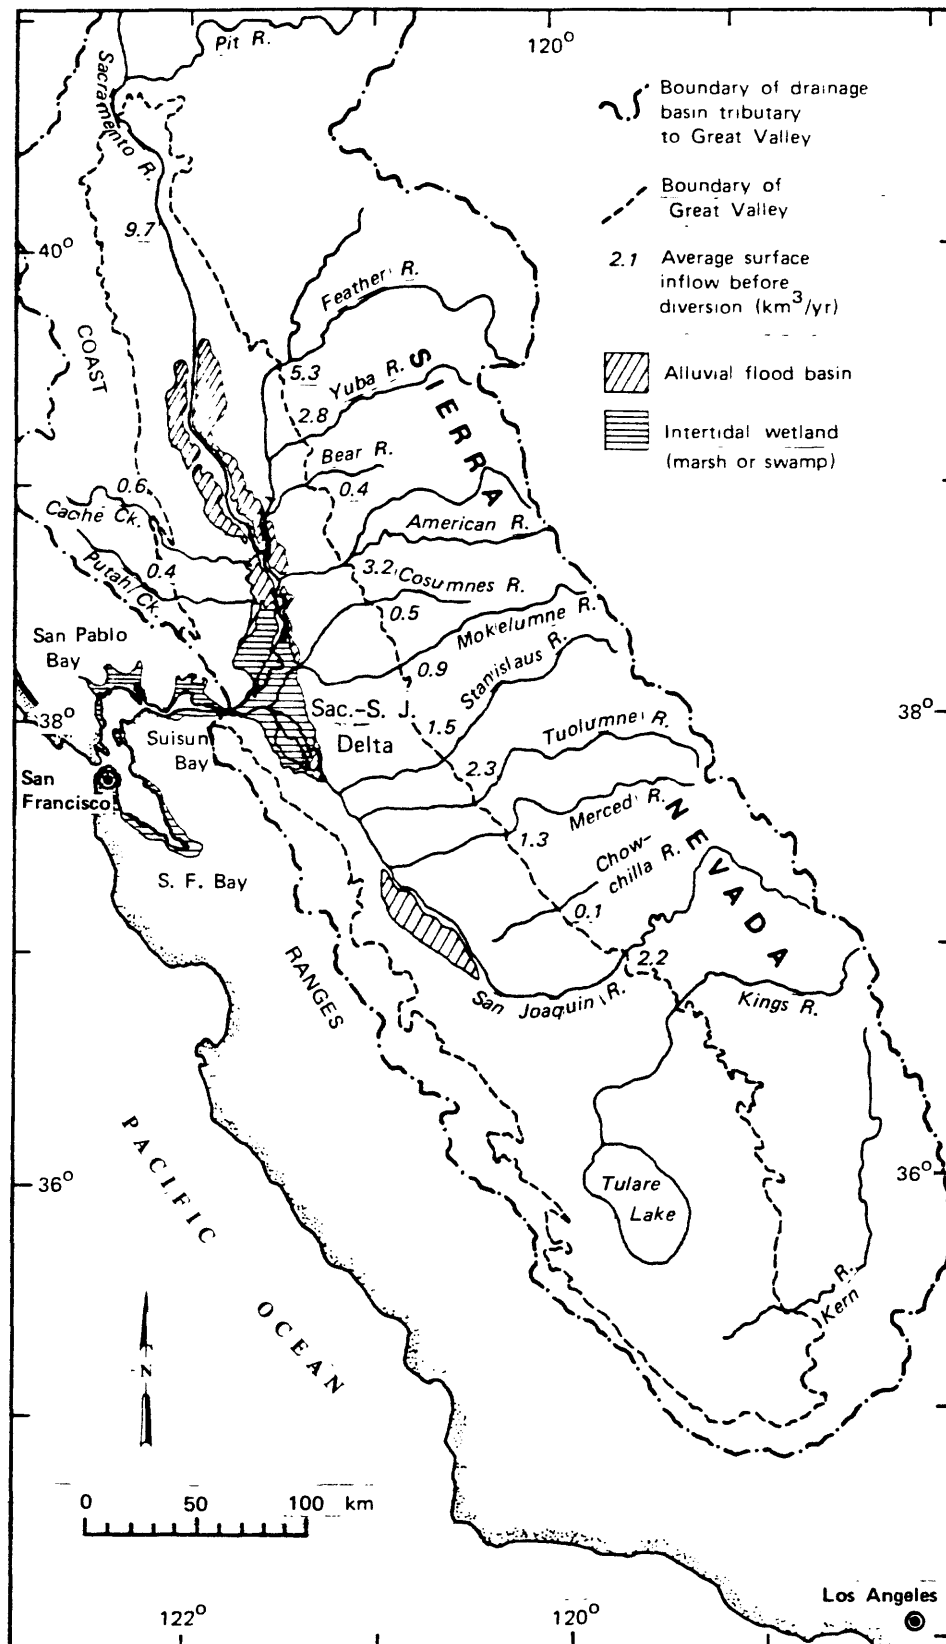 Pit R.
120°
Sacramento R.
Boundary of drainage
basin tributary
to Great Valley
Boundary of
Great Valley
2.1 Average surface
inflow before
diversion (km³/yr)
Alluvial flood basin
Intertidal wetland
(marsh or swamp)
9.7
40°
COAST
Feather R.
5.3
Yuba R.
SIERRA
2.8
Bear R.
0.4
0.6
Cache Ck.
American R.
3.2
Putah Ck.
0.4
Cosumnes R.
0.5
Mokelumne R.
0.9
San Pablo
Bay
Stanislaus R.
38°
38°
Sac.-S. J.
Delta
1.5
Suisun
Bay
Tuolumne R.
2.3
San
Francisco
Merced R.
1.3
NEVADA
Chow-
chilla R.
0.1
S. F. Bay
RANGES
2.2
San Joaquin R.
Kings R.
PACIFIC
OCEAN
36°
36°
Tulare
Lake
Kern R.
N
0 50 100 km
122°
120°
Los Angeles